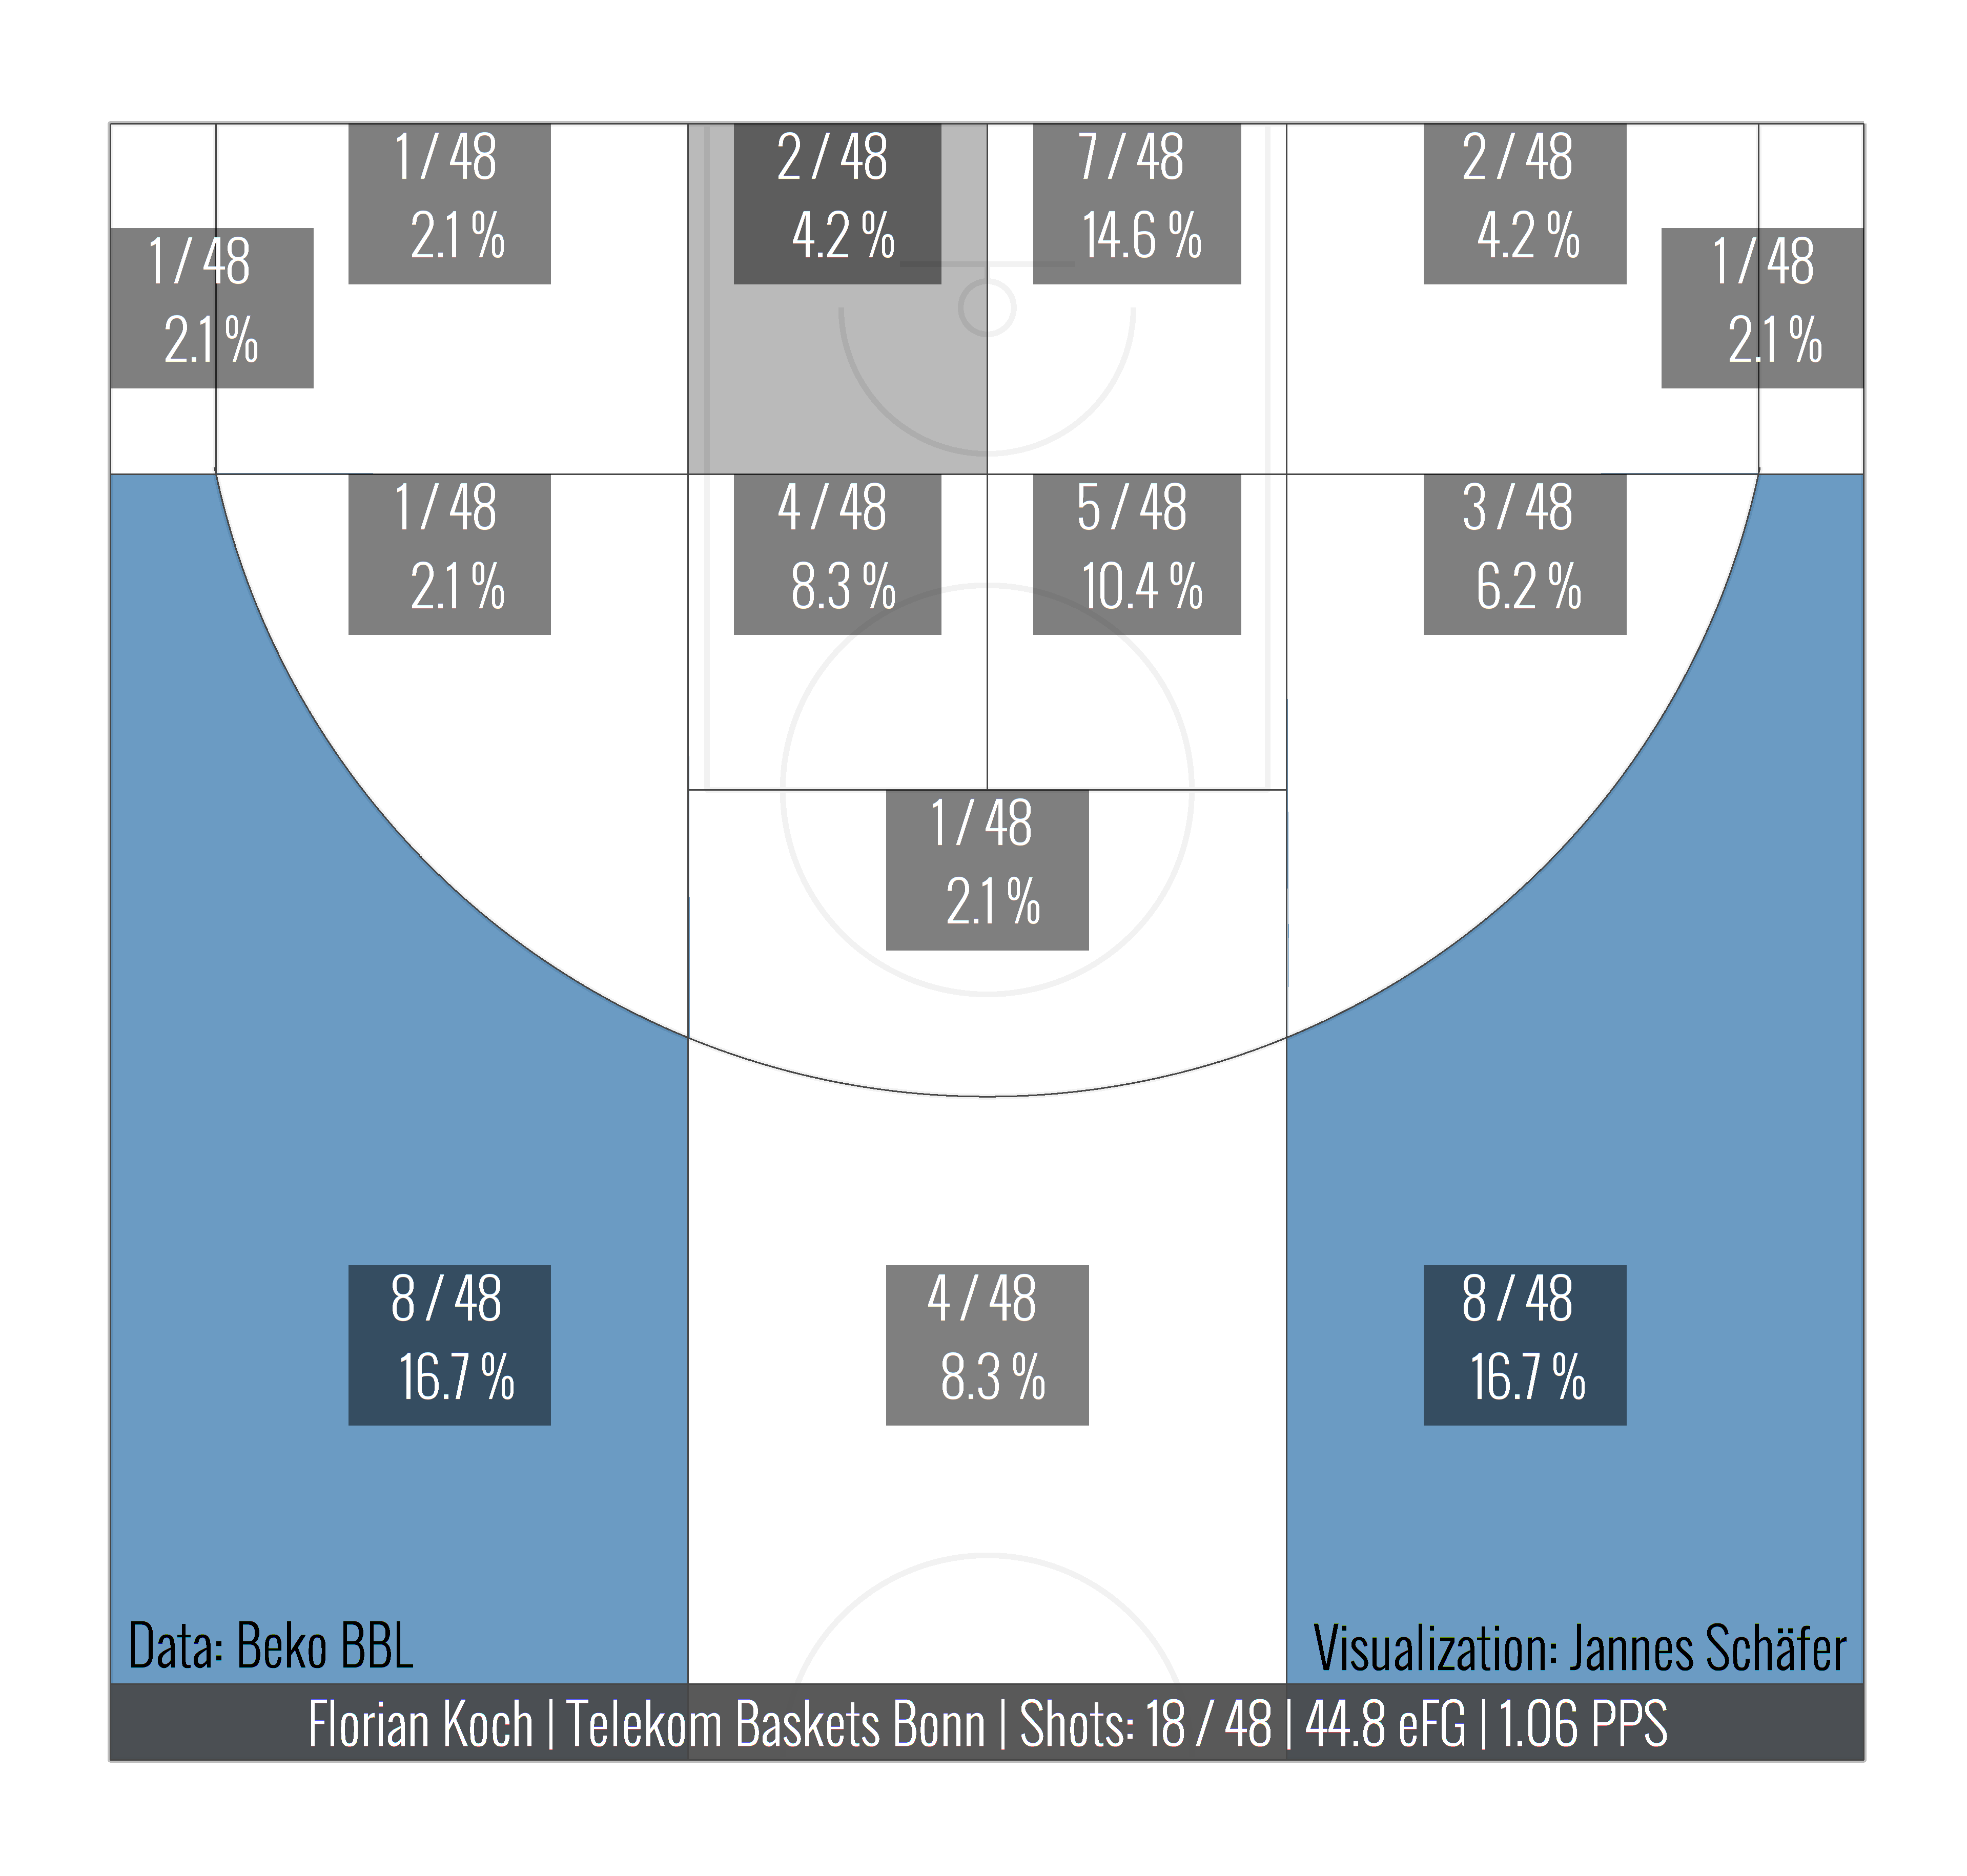 1 / 48
2.1 %
2 / 48
4.2 %
7 / 48
14.6 %
2 / 48
4.2 %
1 / 48
2.1 %
1 / 48
2.1 %
1 / 48
2.1 %
4 / 48
8.3 %
5 / 48
10.4 %
3 / 48
6.2 %
1 / 48
2.1 %
8 / 48
16.7 %
4 / 48
8.3 %
8 / 48
16.7 %
Data: Beko BBL
Visualization: Jannes Schäfer
Florian Koch | Telekom Baskets Bonn | Shots: 18 / 48 | 44.8 eFG | 1.06 PPS